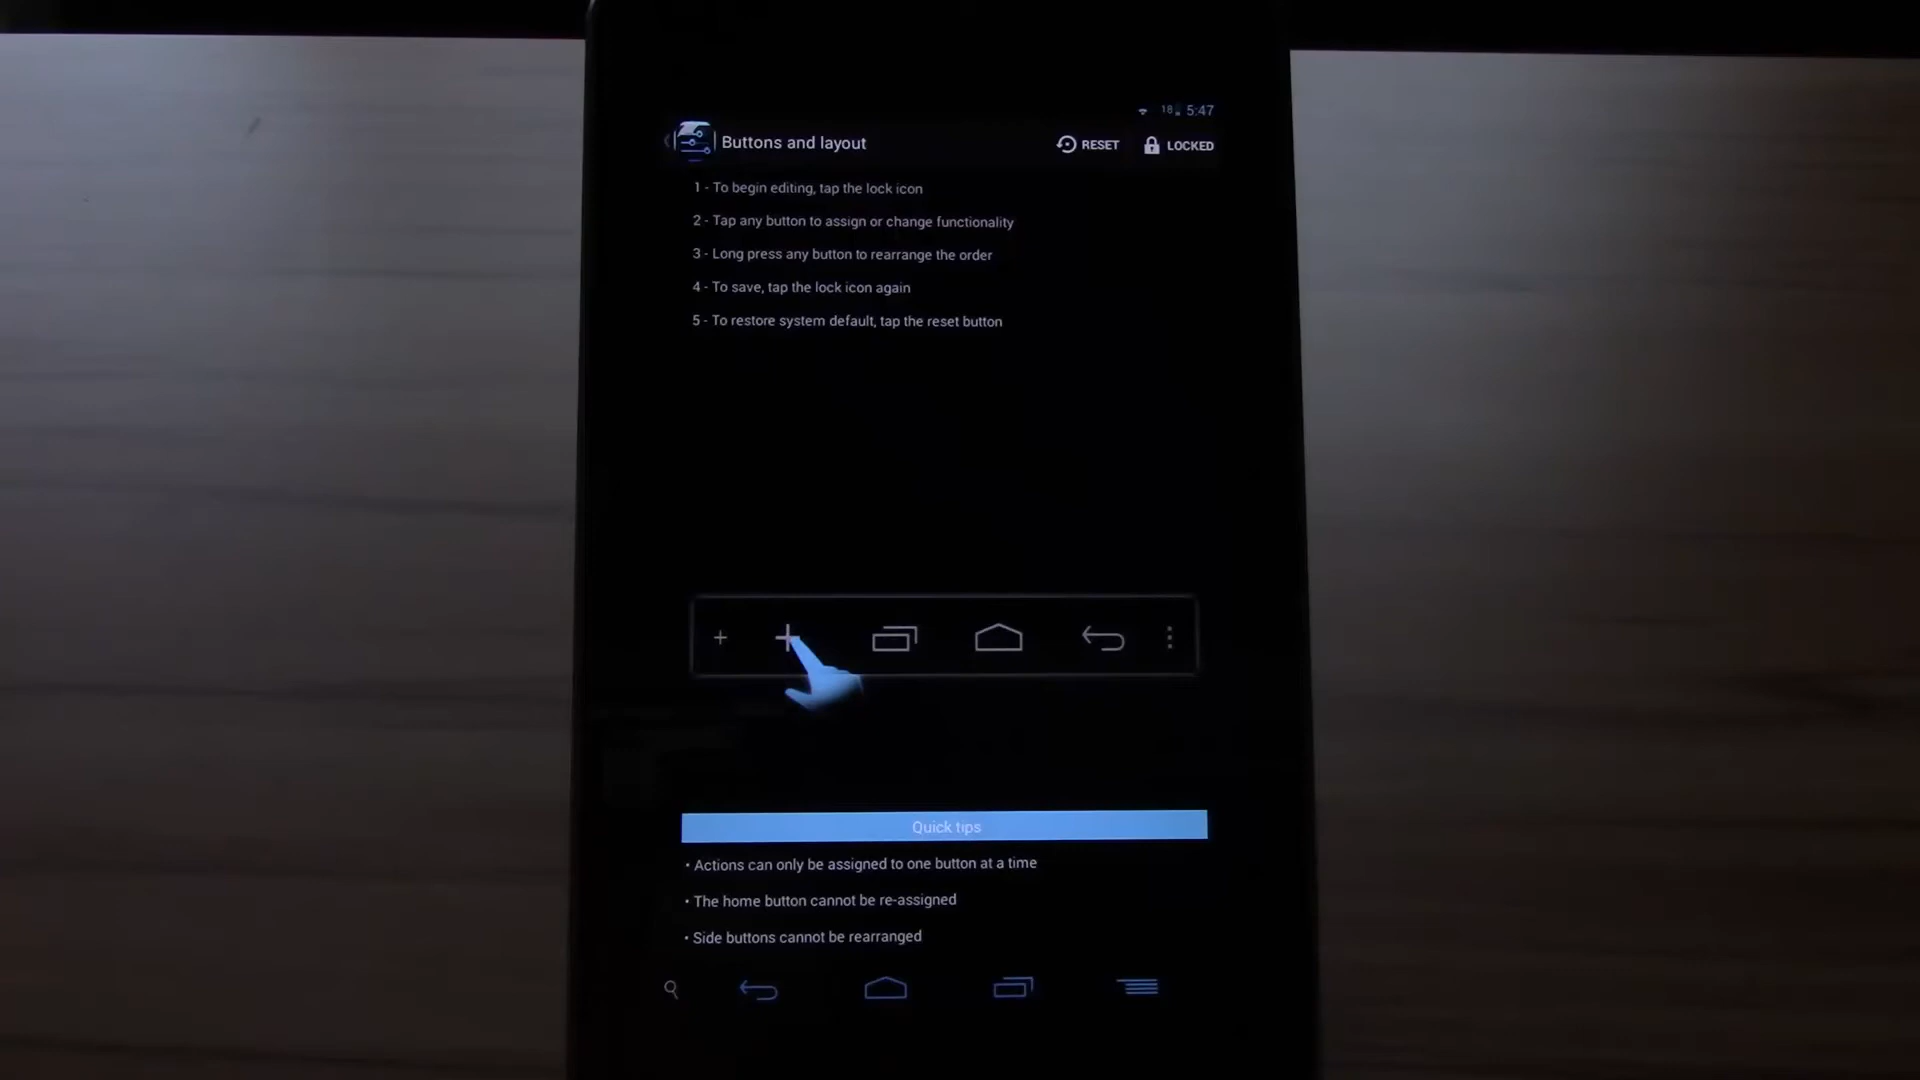 18 5:47
Buttons and layout RESET LOCKED
1 - To begin editing, tap the lock icon
2 - Tap any button to assign or change functionality
3 - Long press any button to rearrange the order
4 - To save, tap the lock icon again
5 - To restore system default, tap the reset button
Quick tips
• Actions can only be assigned to one button at a time
• The home button cannot be re-assigned
• Side buttons cannot be rearranged